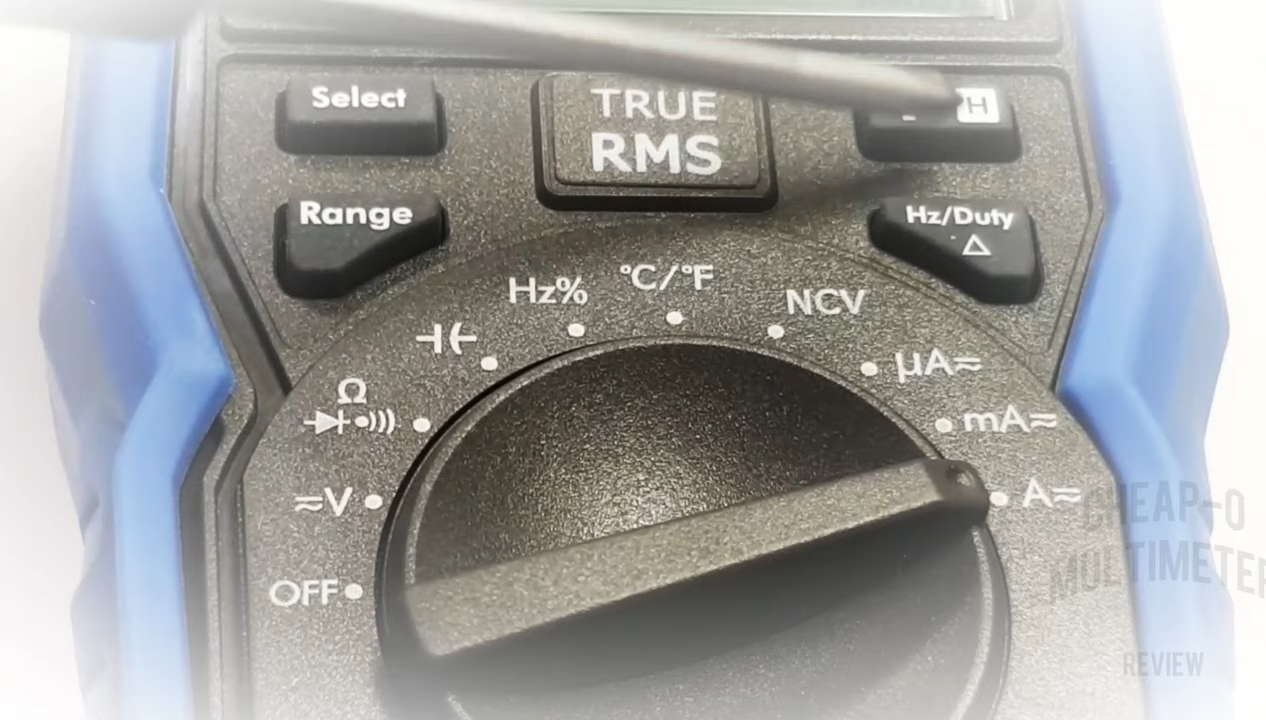 Select
TRUE
RMS
H
Range
Hz/Duty
△
Hz%
°C/°F
NCV
µA≂
Ω
mA≂
≂V
A≂
OFF
CHEAP-O
MULTIMETER
REVIEW